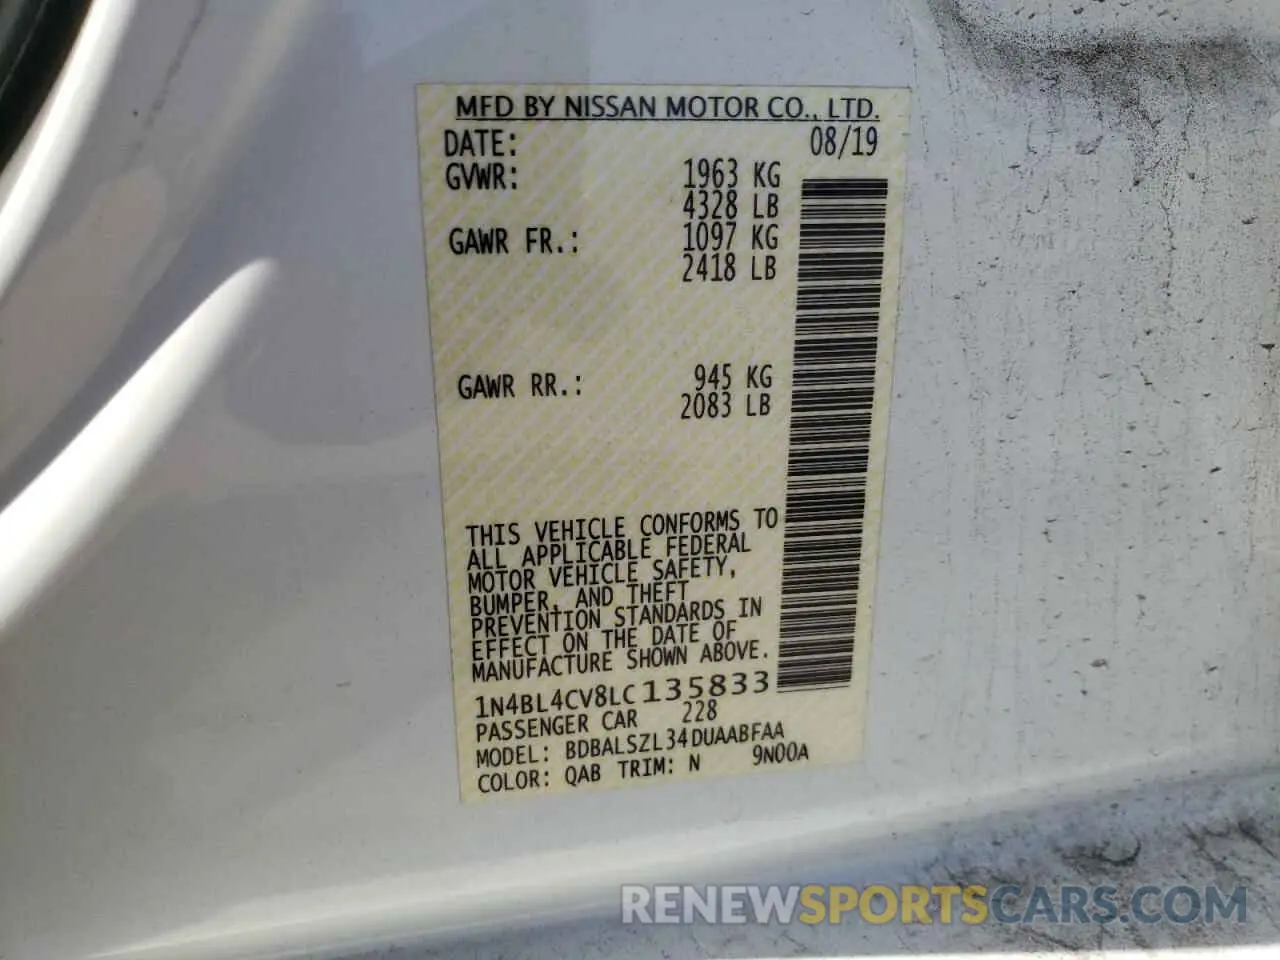 MFD BY NISSAN MOTOR CO., LTD.
DATE: 08/19
GVWR: 1963 KG
4328 LB
GAWR FR.: 1097 KG
2418 LB
GAWR RR.: 945 KG
2083 LB
THIS VEHICLE CONFORMS TO
ALL APPLICABLE FEDERAL
MOTOR VEHICLE SAFETY,
BUMPER, AND THEFT
PREVENTION STANDARDS IN
EFFECT ON THE DATE OF
MANUFACTURE SHOWN ABOVE.
1N4BL4CV8LC135833
PASSENGER CAR 228
MODEL: BDBALSZL34DUAABFAA
COLOR: QAB TRIM: N 9N00A
RENEWSPORTSCARS.COM